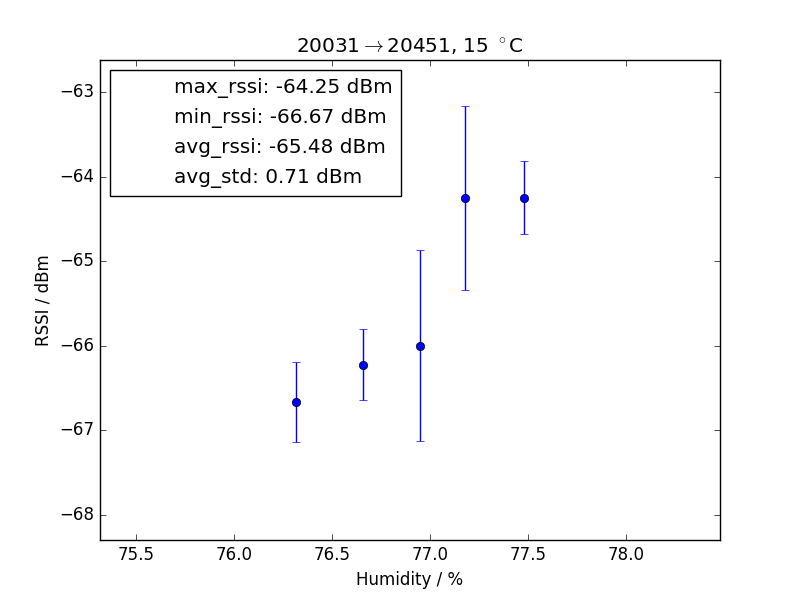 20031→20451, 15 °C
max_rssi: -64.25 dBm
min_rssi: -66.67 dBm
avg_rssi: -65.48 dBm
avg_std: 0.71 dBm
−63
−64
−65
−66
−67
−68
RSSI / dBm
75.5 76.0 76.5 77.0 77.5 78.0
Humidity / %